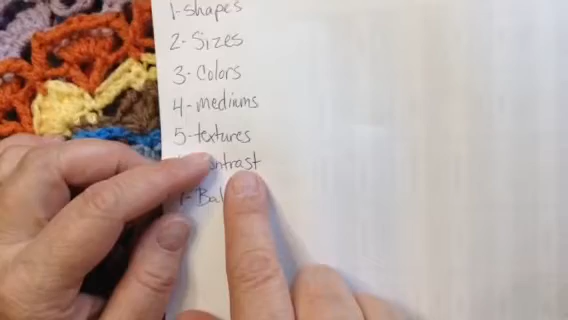 1-shapes
2-Sizes
3-Colors
4-mediums
5-textures